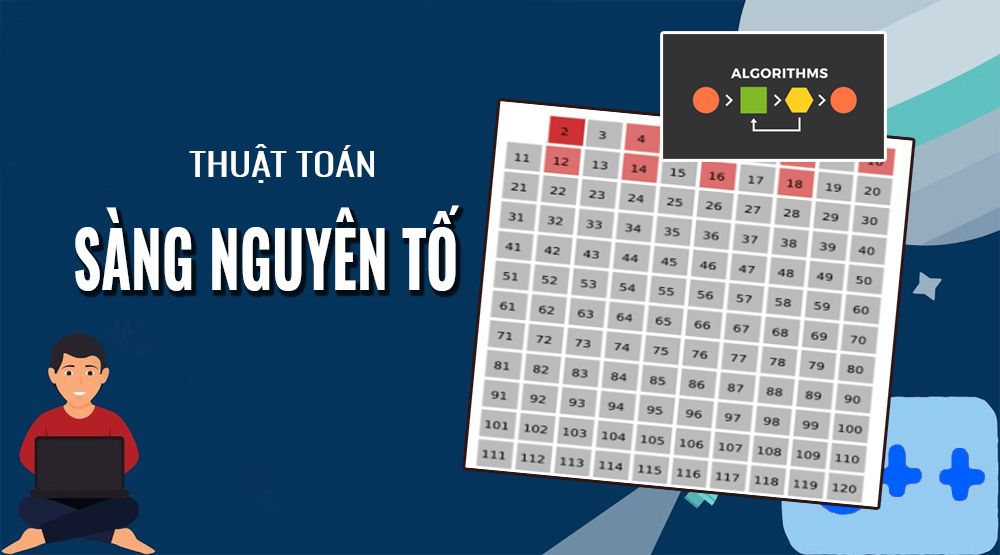 ALGORITHMS
THUẬT TOÁN
SÀNG NGUYÊN TỐ
2 3 4
11 12 13 14 15 16 17 18 19 20
21 22 23 24 25 26 27 28 29 30
31 32 33 34 35 36 37 38 39 40
41 42 43 44 45 46 47 48 49 50
51 52 53 54 55 56 57 58 59 60
61 62 63 64 65 66 67 68 69 70
71 72 73 74 75 76 77 78 79 80
81 82 83 84 85 86 87 88 89 90
91 92 93 94 95 96 97 98 99 100
101 102 103 104 105 106 107 108 109 110
111 112 113 114 115 116 117 118 119 120